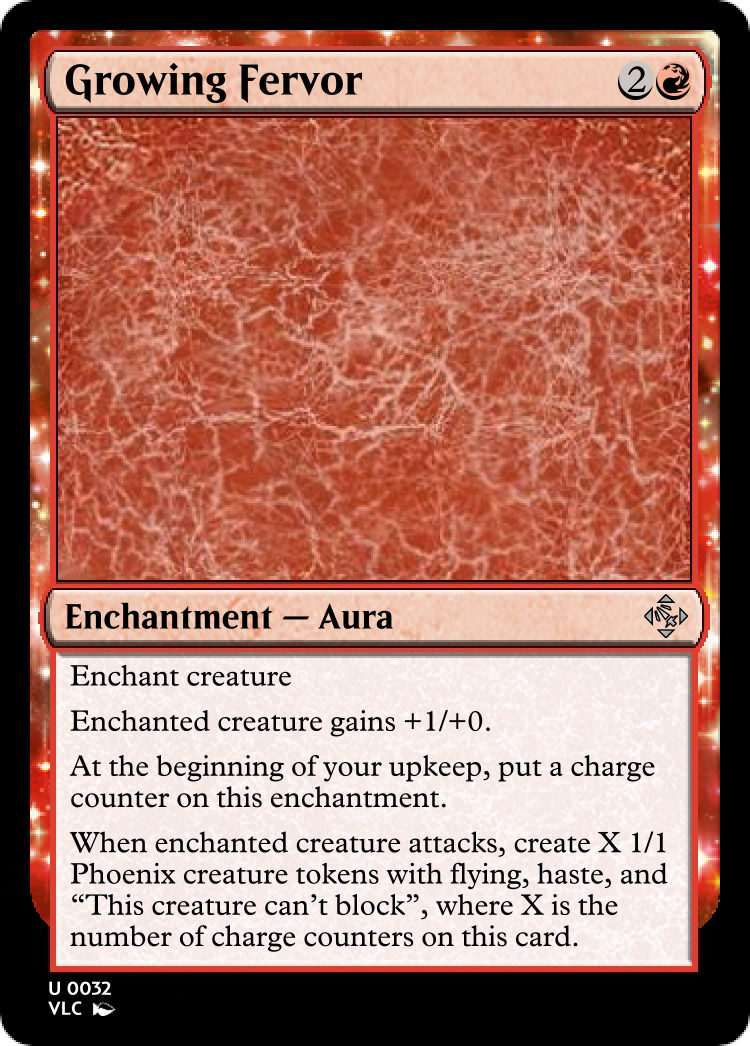 Growing Fervor 2
Enchantment — Aura
Enchant creature
Enchanted creature gains +1/+0.
At the beginning of your upkeep, put a charge
counter on this enchantment.
When enchanted creature attacks, create X 1/1
Phoenix creature tokens with flying, haste, and
“This creature can’t block”, where X is the
number of charge counters on this card.
U 0032
VLC